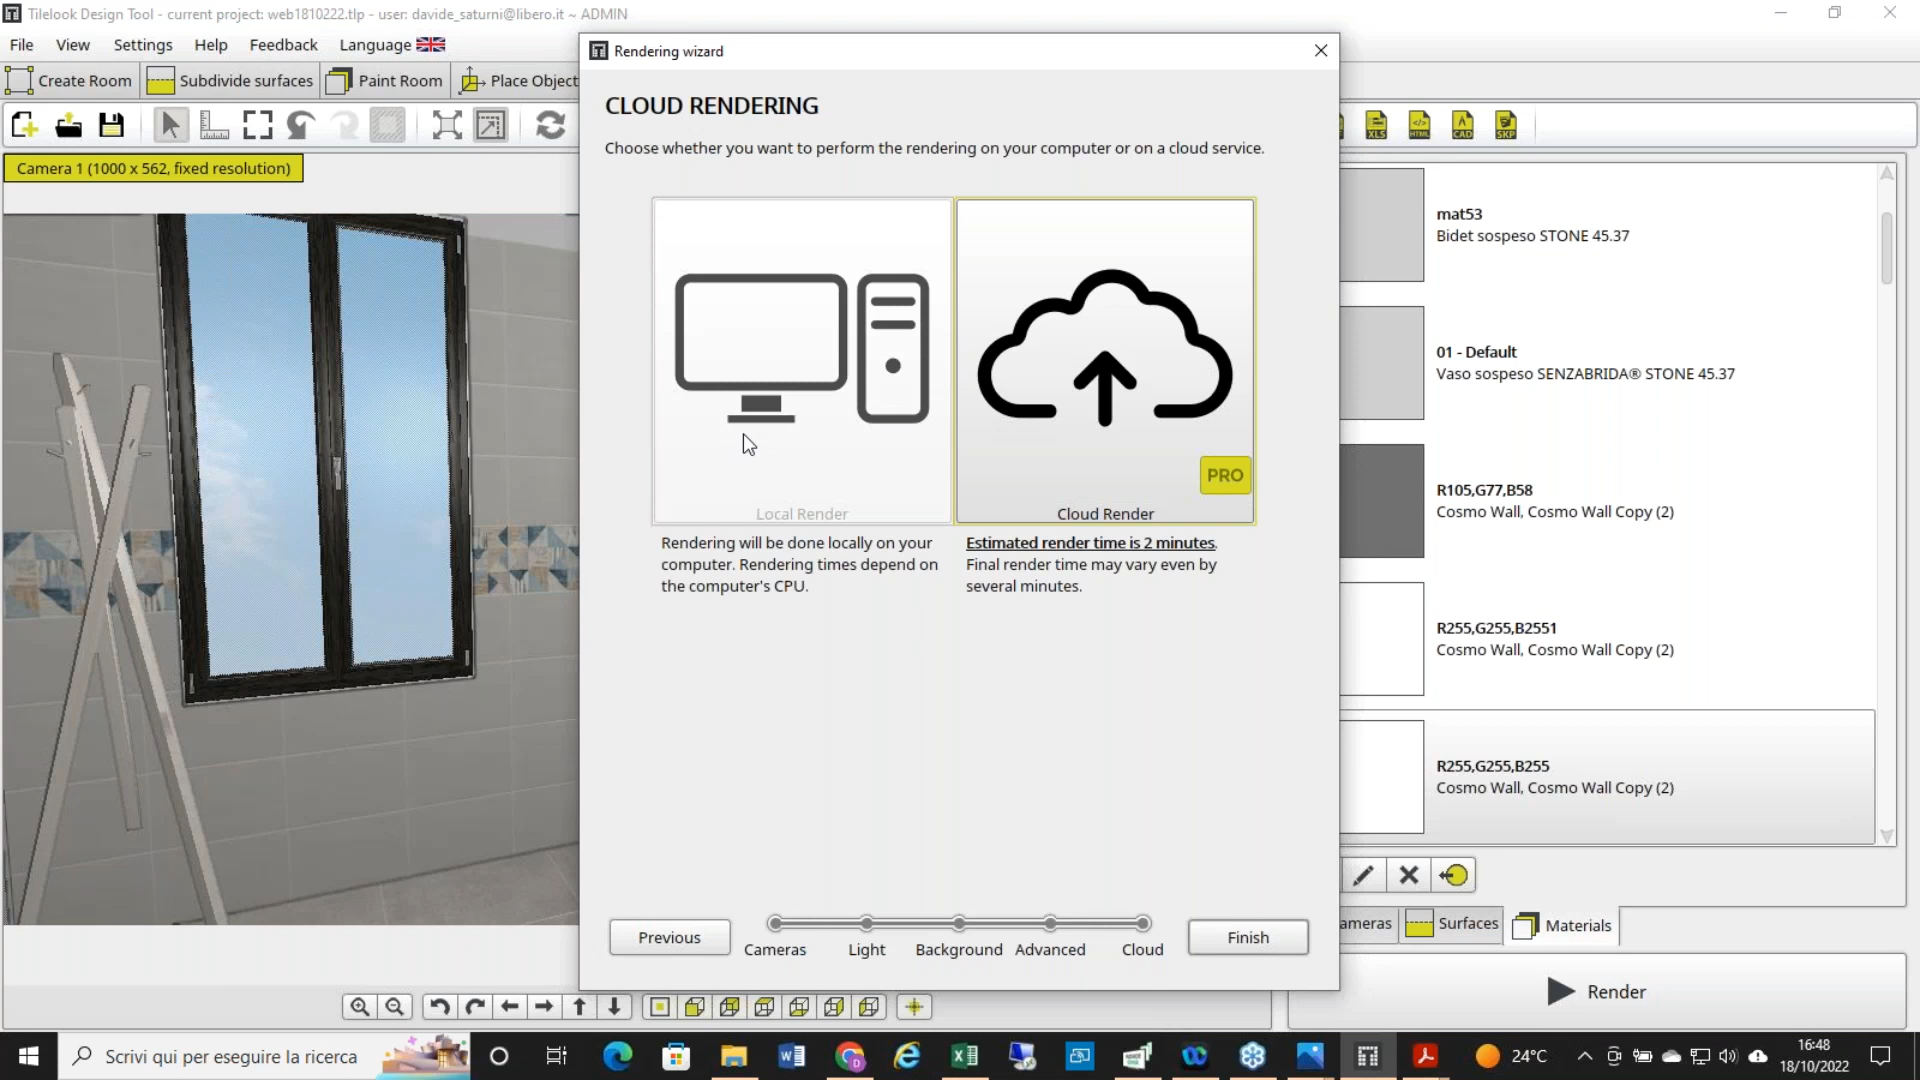 Tilelook Design Tool - current project: web1810222.tlp - user: davide_saturni@libero.it ~ ADMIN
File View Settings Help Feedback Language
Create Room Subdivide surfaces Paint Room Place Object
XLS HTML CAD SKP
Camera 1 (1000 x 562, fixed resolution)
Rendering wizard
CLOUD RENDERING
Choose whether you want to perform the rendering on your computer or on a cloud service.
PRO
Local Render
Cloud Render
Rendering will be done locally on your
computer. Rendering times depend on
the computer's CPU.
Estimated render time is 2 minutes.
Final render time may vary even by
several minutes.
Previous
Cameras Light Background Advanced Cloud
Finish
mat53
Bidet sospeso STONE 45.37
01 - Default
Vaso sospeso SENZABRIDA® STONE 45.37
R105,G77,B58
Cosmo Wall, Cosmo Wall Copy (2)
R255,G255,B2551
Cosmo Wall, Cosmo Wall Copy (2)
R255,G255,B255
Cosmo Wall, Cosmo Wall Copy (2)
ameras Surfaces Materials
Render
Scrivi qui per eseguire la ricerca
24°C
16:48
18/10/2022